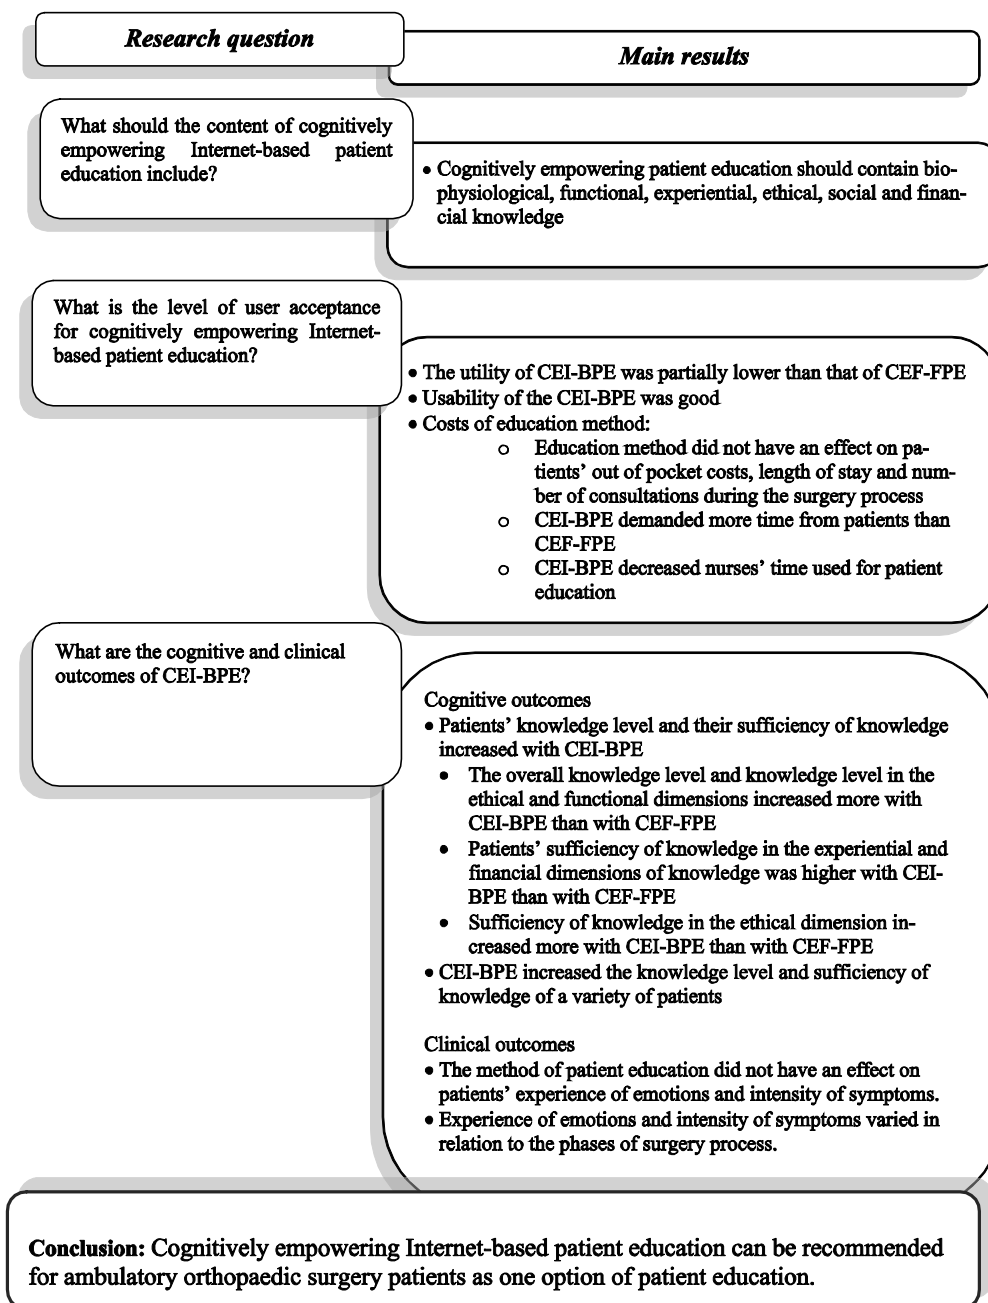 Research question
Main results
What should the content of cognitively
empowering Internet-based patient
education include?
• Cognitively empowering patient education should contain bio-
physiological, functional, experiential, ethical, social and finan-
cial knowledge
What is the level of user acceptance
for cognitively empowering Internet-
based patient education?
• The utility of CEI-BPE was partially lower than that of CEF-FPE
• Usability of the CEI-BPE was good
• Costs of education method:
o Education method did not have an effect on pa-
tients’ out of pocket costs, length of stay and num-
ber of consultations during the surgery process
o CEI-BPE demanded more time from patients than
CEF-FPE
o CEI-BPE decreased nurses’ time used for patient
education
What are the cognitive and clinical
outcomes of CEI-BPE?
Cognitive outcomes
• Patients’ knowledge level and their sufficiency of knowledge
increased with CEI-BPE
• The overall knowledge level and knowledge level in the
ethical and functional dimensions increased more with
CEI-BPE than with CEF-FPE
• Patients’ sufficiency of knowledge in the experiential and
financial dimensions of knowledge was higher with CEI-
BPE than with CEF-FPE
• Sufficiency of knowledge in the ethical dimension in-
creased more with CEI-BPE than with CEF-FPE
• CEI-BPE increased the knowledge level and sufficiency of
knowledge of a variety of patients
Clinical outcomes
• The method of patient education did not have an effect on
patients’ experience of emotions and intensity of symptoms.
• Experience of emotions and intensity of symptoms varied in
relation to the phases of surgery process.
Conclusion: Cognitively empowering Internet-based patient education can be recommended
for ambulatory orthopaedic surgery patients as one option of patient education.